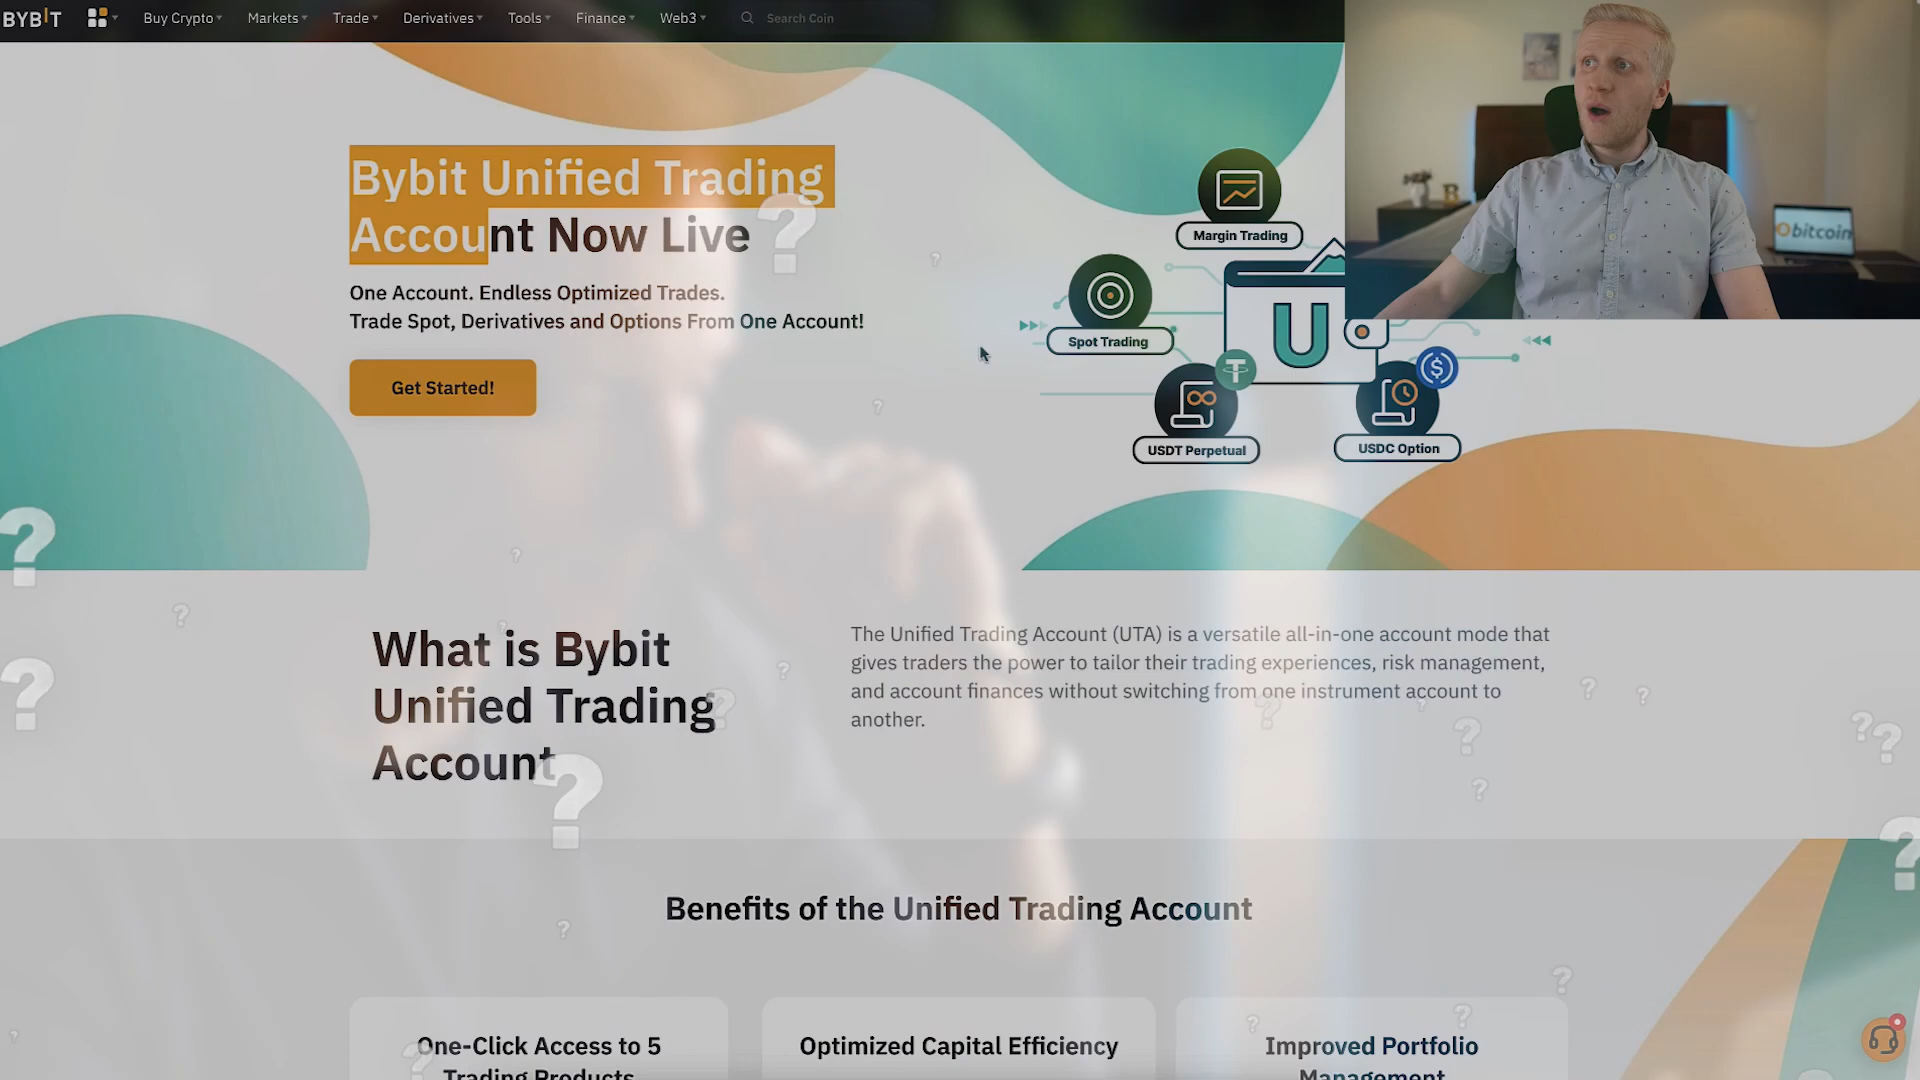 BYBIT
Buy Crypto
Markets
Trade
Derivatives
Tools
Finance
Web3
Search Coin
Bybit Unified Trading
Account Now Live
One Account. Endless Optimized Trades.
Trade Spot, Derivatives and Options From One Account!
Get Started!
Margin Trading
Spot Trading
U
USDT Perpetual
USDC Option
bitcoin
What is Bybit
Unified Trading
Account
The Unified Trading Account (UTA) is a versatile all-in-one account mode that
gives traders the power to tailor their trading experiences, risk management,
and account finances without switching from one instrument account to
another.
Benefits of the Unified Trading Account
One-Click Access to 5
Trading Products
Optimized Capital Efficiency
Improved Portfolio
Management